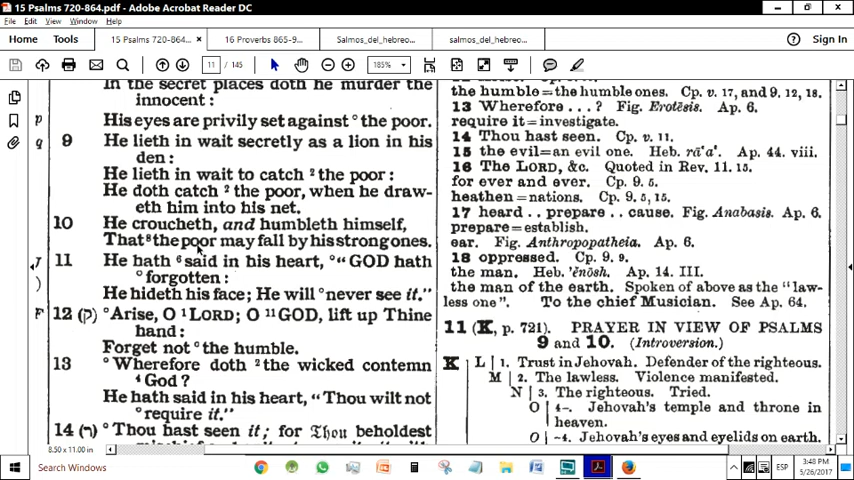 15 Psalms 720-864.pdf - Adobe Acrobat Reader DC
File Edit View Window Help
Home Tools 15 Psalms 720-864... × 16 Proverbs 865-9... Salmos_del_hebreo... salmos_del_hebreo... Sign In
11 / 145 185%
In the secret places doth he murder the
innocent:
p His eyes are privily set against ° the poor.
q 9 He lieth in wait secretly as a lion in his
den:
He lieth in wait to catch ² the poor:
He doth catch ² the poor, when he draw-
eth him into his net.
10 He croucheth, and humbleth himself,
That ⁸ the poor may fall by his strong ones.
J 11 He hath ⁶ said in his heart, ° "GOD hath
° forgotten:
He hideth his face; He will ° never see it."
F 12 (ק) ° Arise, O ¹ LORD; O ¹¹ GOD, lift up Thine
hand:
Forget not ° the humble.
13 ° Wherefore doth ² the wicked contemn
⁴ God?
He hath said in his heart, "Thou wilt not
° require it."
14 (ר) ° Thou hast seen it; for Thou beholdest
the humble = the humble ones. Cp. v. 17, and 9. 12, 18.
13 Wherefore . . . ? Fig. Erotēsis. Ap. 6.
require it = investigate.
14 Thou hast seen. Cp. v. 11.
15 the evil = an evil one. Heb. rā'a'. Ap. 44. viii.
16 The LORD, &c. Quoted in Rev. 11. 15.
for ever and ever. Cp. 9. 5.
heathen = nations. Cp. 9. 5, 15.
17 heard . . prepare . . cause. Fig. Anabasis. Ap. 6.
prepare = establish.
ear. Fig. Anthropopatheia. Ap. 6.
18 oppressed. Cp. 9. 9.
the man. Heb. 'ĕnōsh. Ap. 14. III.
the man of the earth. Spoken of above as the "law-
less one". To the chief Musician. See Ap. 64.
11 (K, p. 721). PRAYER IN VIEW OF PSALMS
9 and 10. (Introversion.)
K L | 1. Trust in Jehovah. Defender of the righteous.
M | 2. The lawless. Violence manifested.
N | 3. The righteous. Tried.
O | 4-. Jehovah's temple and throne in
heaven.
O | -4. Jehovah's eyes and eyelids on earth.
8.50 x 11.00 in
Search Windows ESP 3:48 PM
5/26/2017